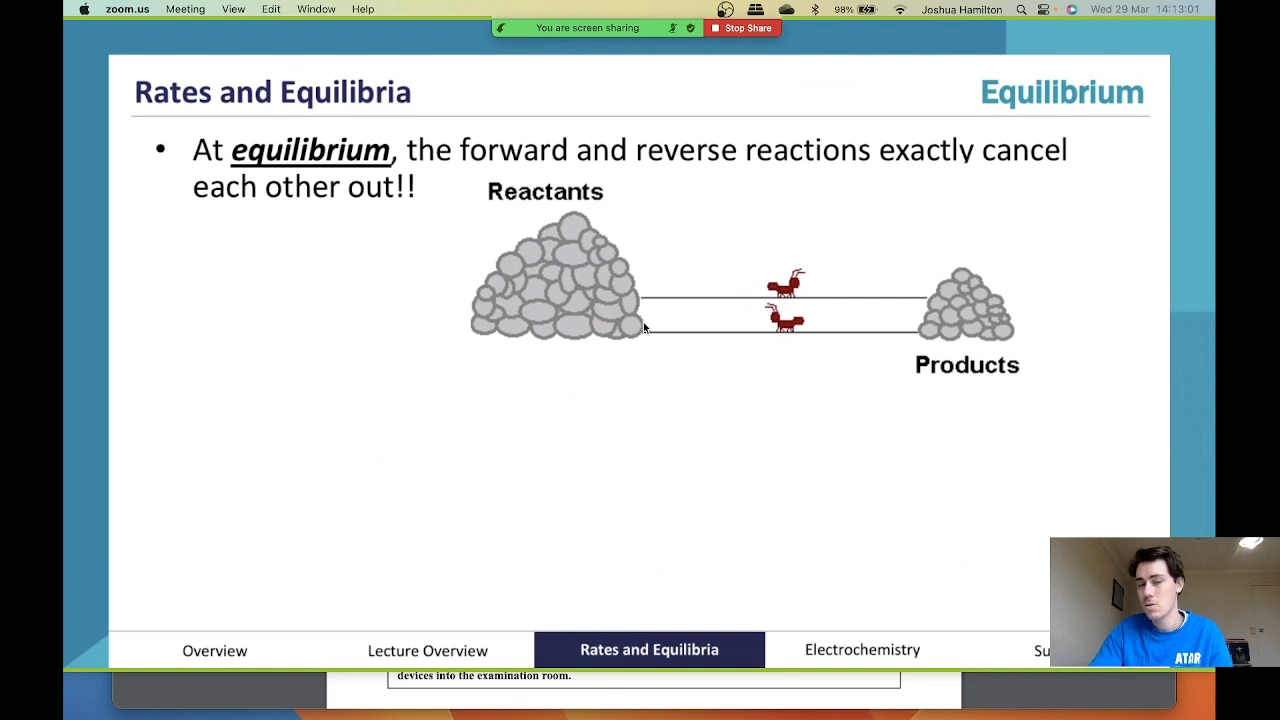 zoom.us Meeting View Edit Window Help 98% Joshua Hamilton Wed 29 Mar 14:13:01
You are screen sharing Stop Share
Rates and Equilibria Equilibrium
• At equilibrium, the forward and reverse reactions exactly cancel
each other out!!
Reactants
Products
Overview Lecture Overview Rates and Equilibria Electrochemistry Su
ATAR
devices into the examination room.